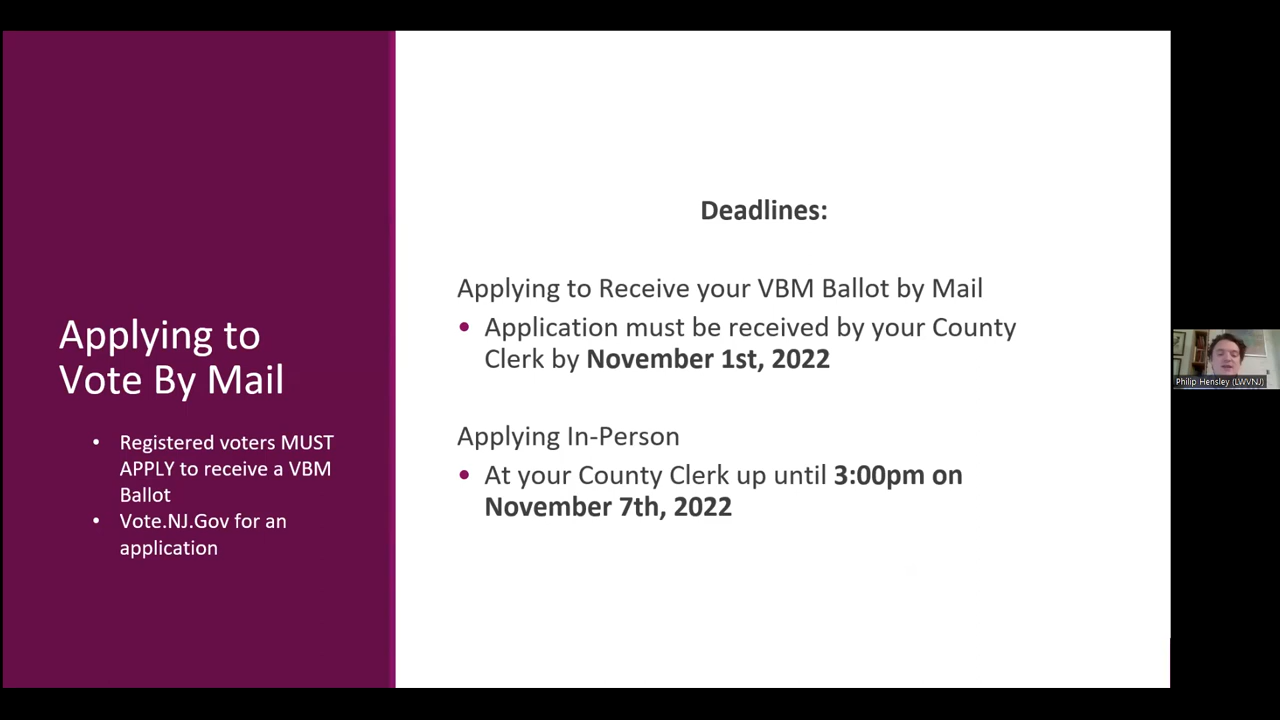 Applying to
Vote By Mail
• Registered voters MUST
APPLY to receive a VBM
Ballot
• Vote.NJ.Gov for an
application
Deadlines:
Applying to Receive your VBM Ballot by Mail
• Application must be received by your County
Clerk by November 1st, 2022
Applying In-Person
• At your County Clerk up until 3:00pm on
November 7th, 2022
Philip Hensley (LWVNJ)